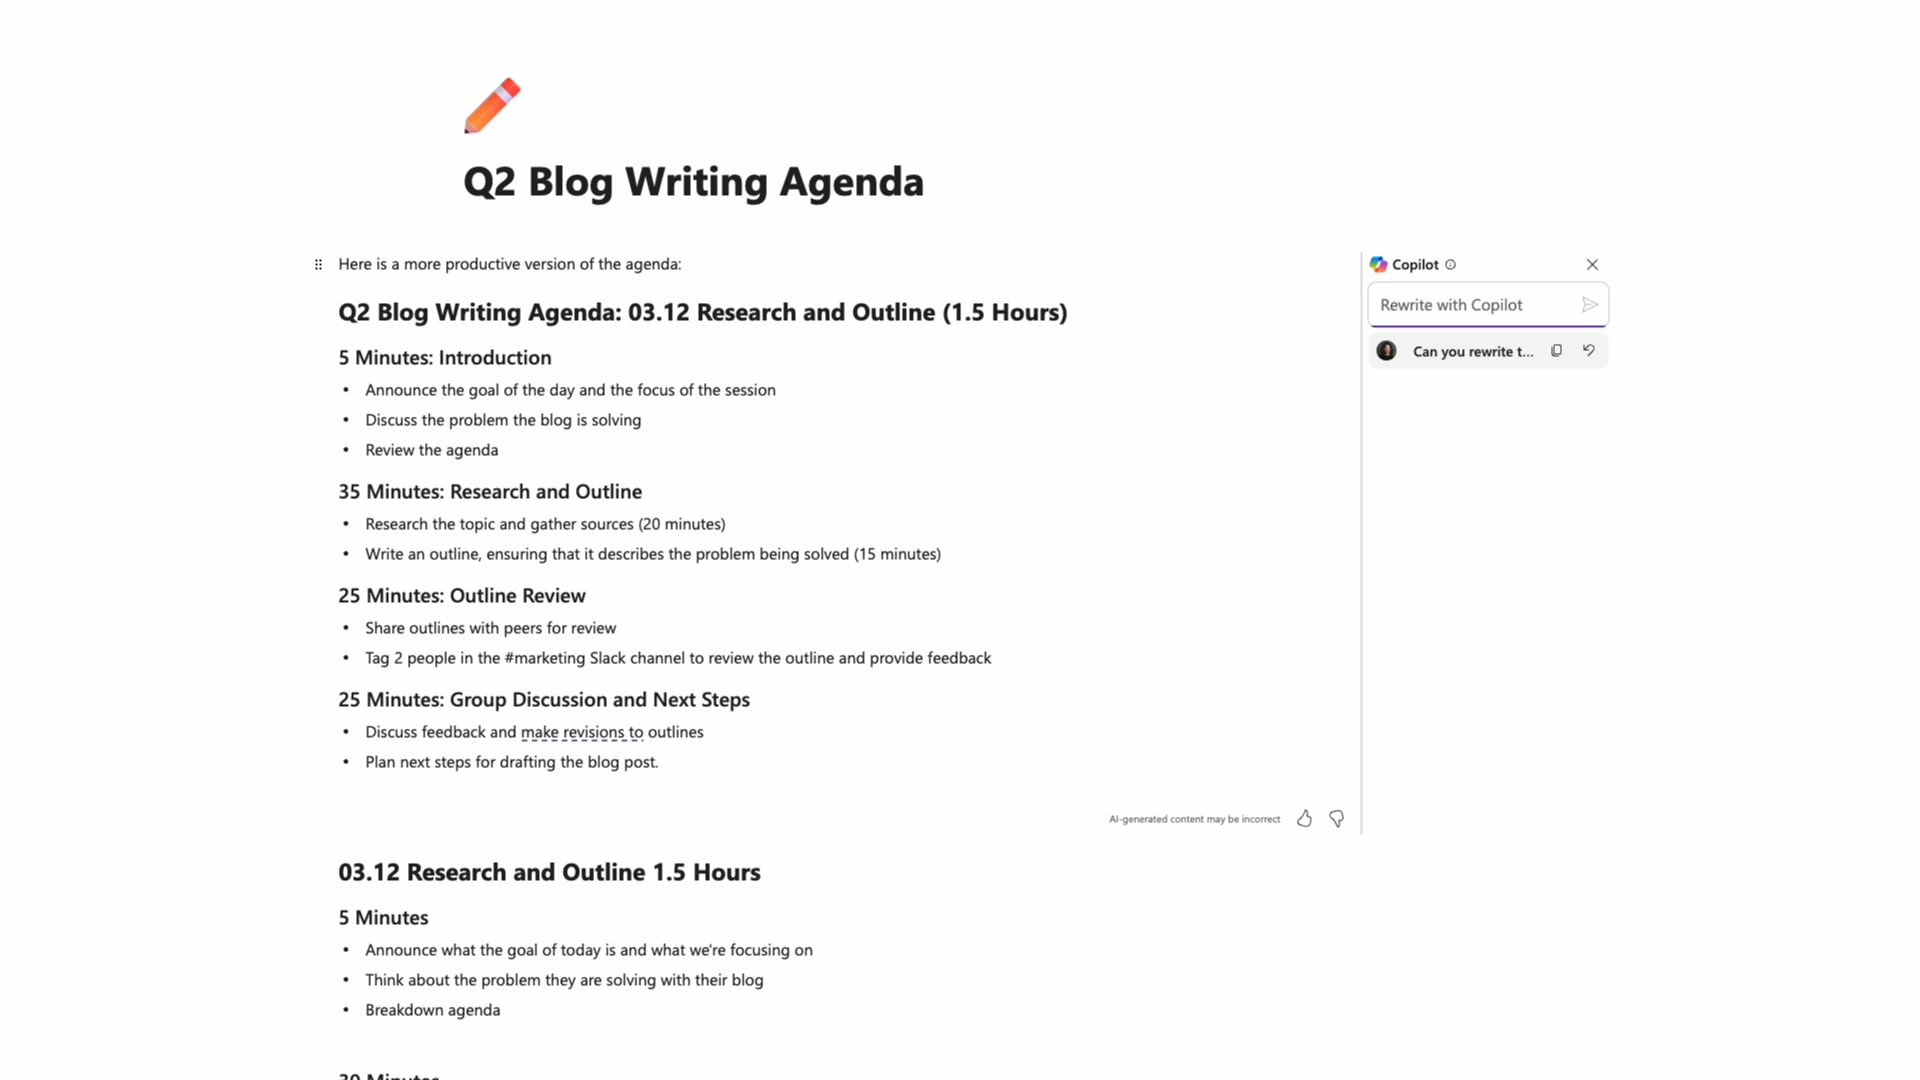 Q2 Blog Writing Agenda
Here is a more productive version of the agenda:
Q2 Blog Writing Agenda: 03.12 Research and Outline (1.5 Hours)
5 Minutes: Introduction
• Announce the goal of the day and the focus of the session
• Discuss the problem the blog is solving
• Review the agenda
35 Minutes: Research and Outline
• Research the topic and gather sources (20 minutes)
• Write an outline, ensuring that it describes the problem being solved (15 minutes)
25 Minutes: Outline Review
• Share outlines with peers for review
• Tag 2 people in the #marketing Slack channel to review the outline and provide feedback
25 Minutes: Group Discussion and Next Steps
• Discuss feedback and make revisions to outlines
• Plan next steps for drafting the blog post.
AI-generated content may be incorrect
Copilot
Rewrite with Copilot
Can you rewrite t...
03.12 Research and Outline 1.5 Hours
5 Minutes
• Announce what the goal of today is and what we're focusing on
• Think about the problem they are solving with their blog
• Breakdown agenda
30 Minutes